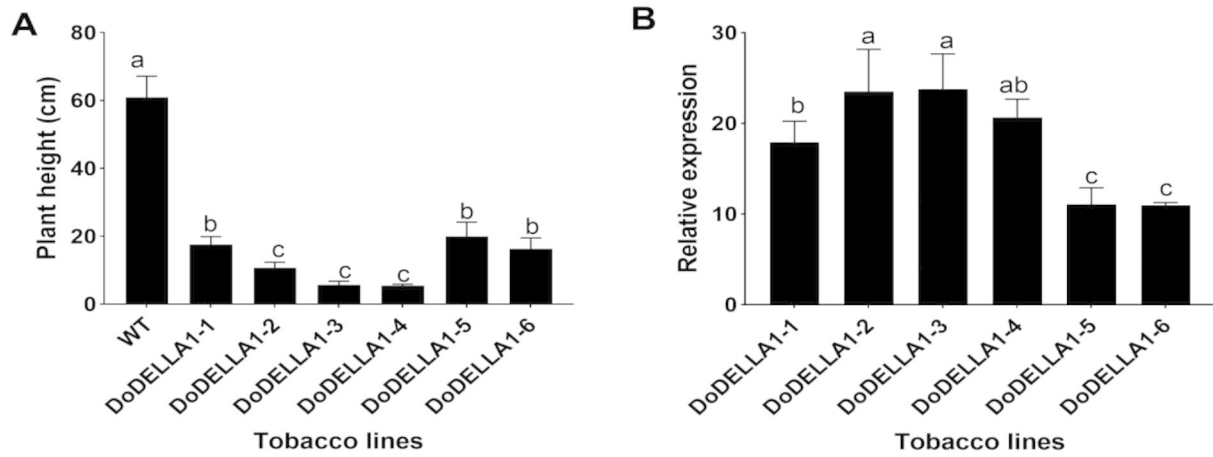 A
Plant height (cm)
80
60
40
20
0
a
b
c
c
c
b
b
WT
DoDELLA1-1
DoDELLA1-2
DoDELLA1-3
DoDELLA1-4
DoDELLA1-5
DoDELLA1-6
Tobacco lines
B
Relative expression
30
20
10
0
b
a
a
ab
c
c
DoDELLA1-1
DoDELLA1-2
DoDELLA1-3
DoDELLA1-4
DoDELLA1-5
DoDELLA1-6
Tobacco lines